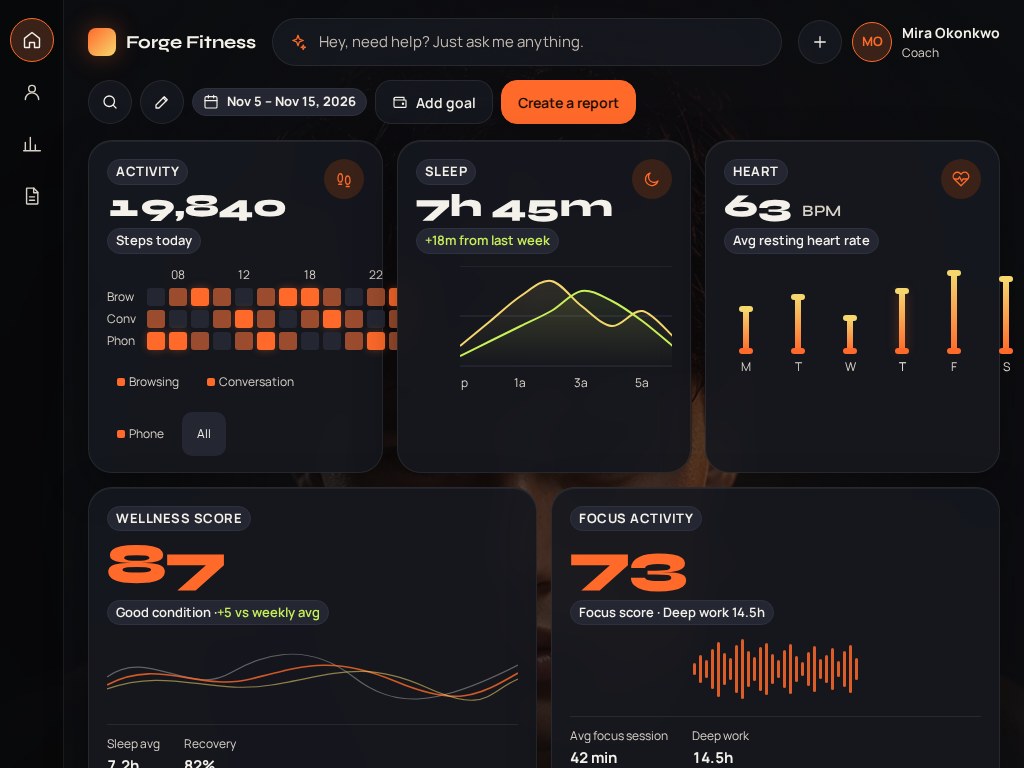 Forge Fitness
Hey, need help? Just ask me anything.
MO
Mira Okonkwo
Coach
Nov 5 – Nov 15, 2026
Add goal
Create a report
ACTIVITY
19,840
Steps today
08 12 18 22
Brow
Conv
Phon
Browsing
Conversation
Phone
All
SLEEP
7h 45m
+18m from last week
p 1a 3a 5a
HEART
63 BPM
Avg resting heart rate
M T W T F S
WELLNESS SCORE
87
Good condition ·+5 vs weekly avg
Sleep avg
7.2h
Recovery
82%
FOCUS ACTIVITY
73
Focus score · Deep work 14.5h
Avg focus session
42 min
Deep work
14.5h